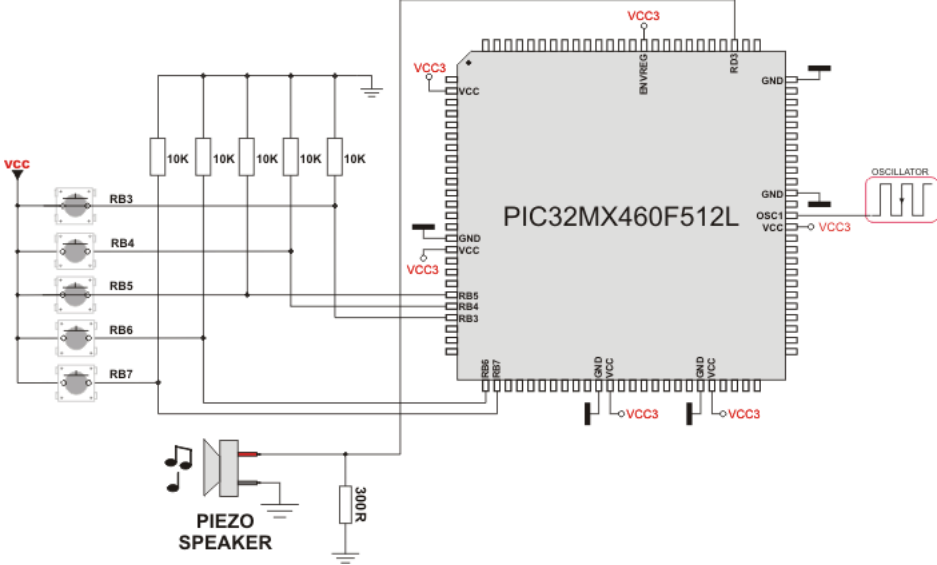 VCC3
RD3
ENVREG
VCC3
VCC
GND
10K 10K 10K 10K 10K
VCC
RB3
RB4
RB5
RB6
RB7
PIC32MX460F512L
GND
OSCILLATOR
OSC1
VCC VCC3
GND
VCC
VCC3
RB5
RB4
RB3
RB6
RB7
GND
VCC
VCC3
GND
VCC
VCC3
300R
PIEZO
SPEAKER